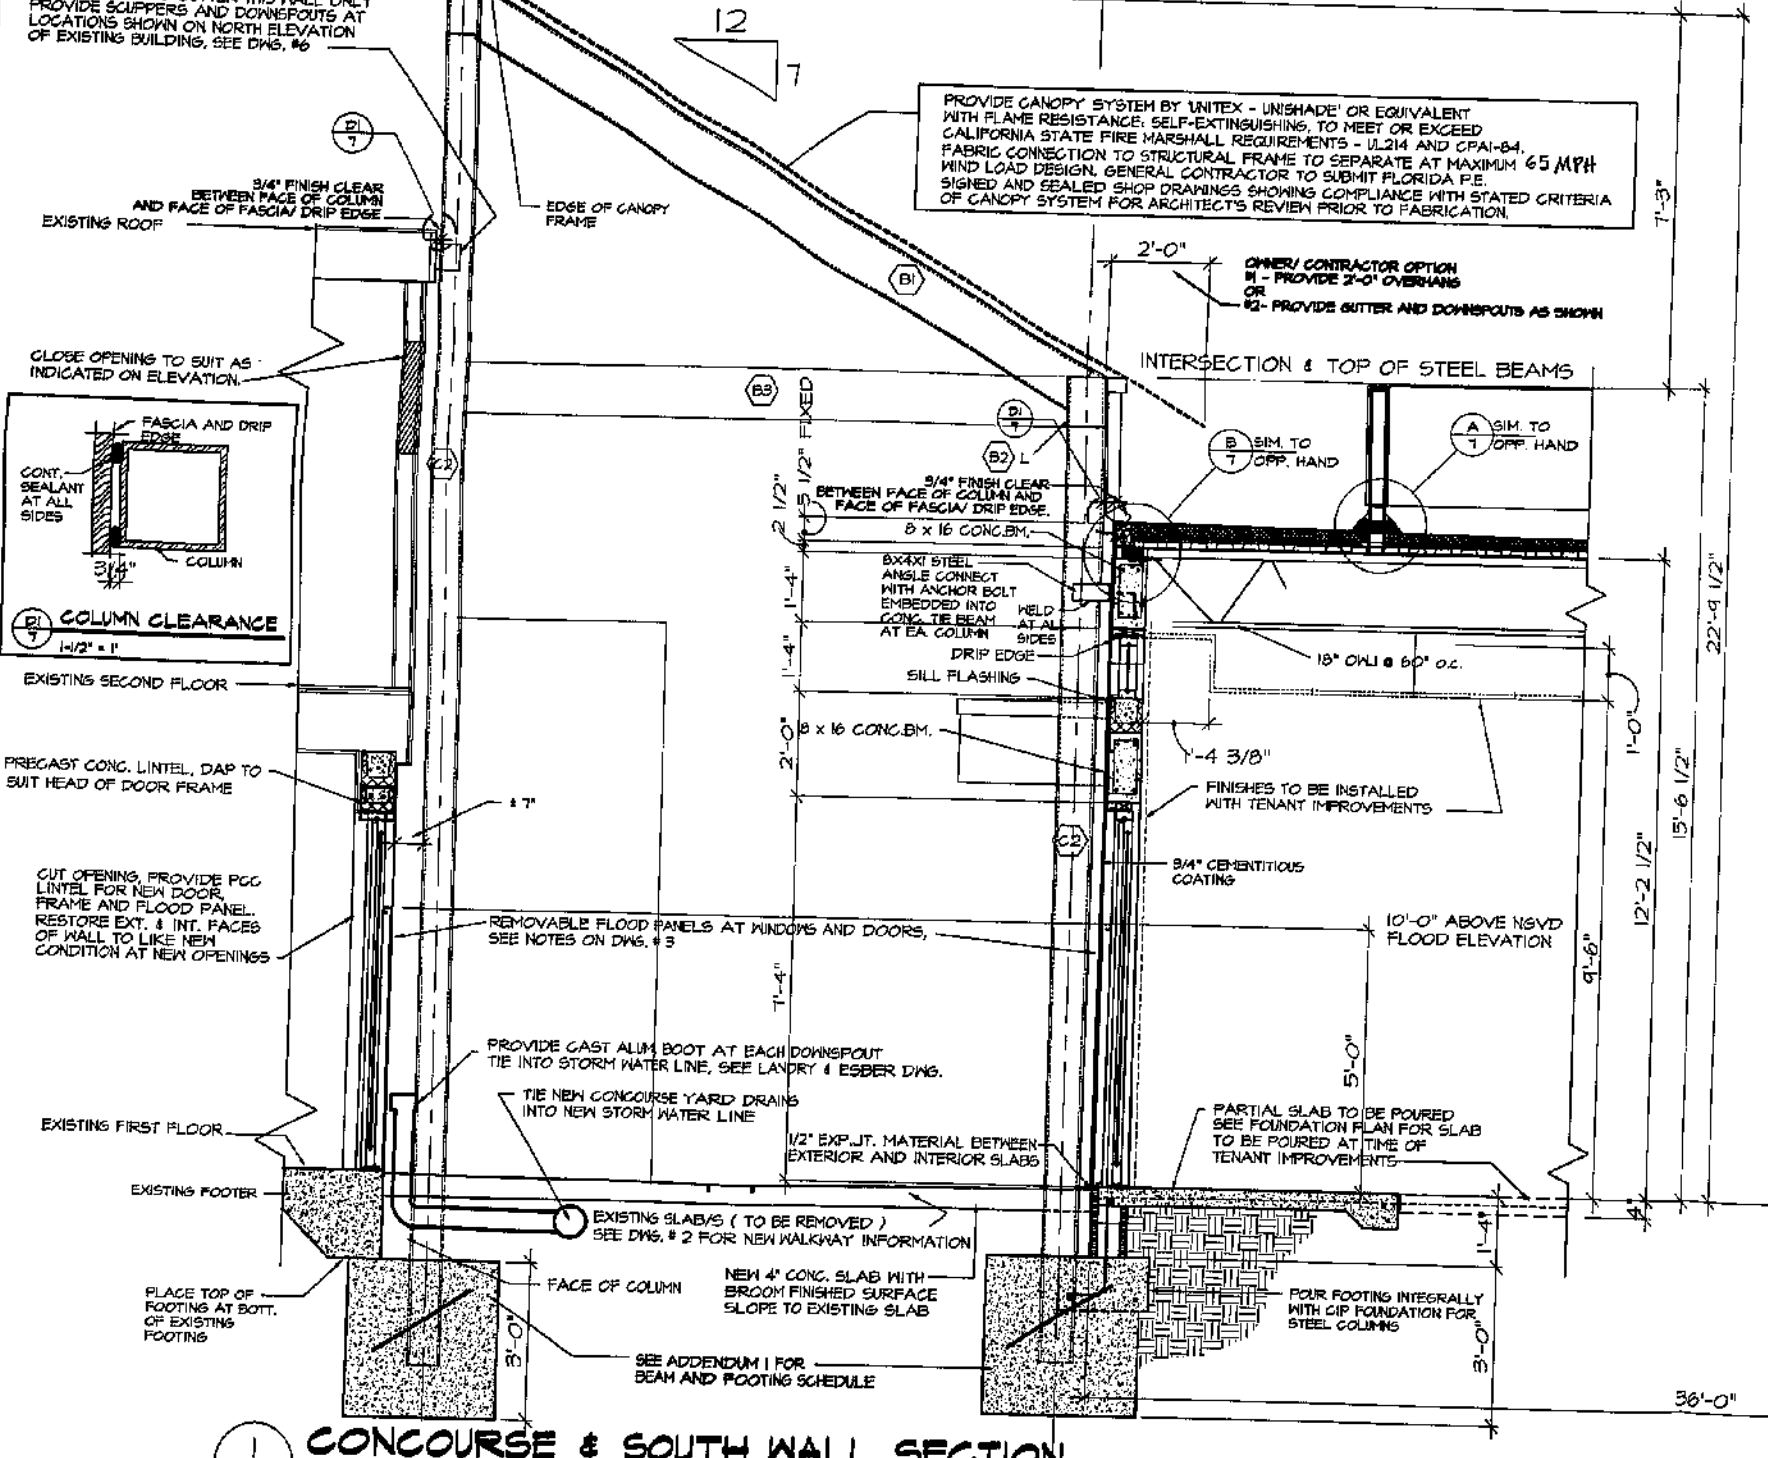 PROVIDE SCUPPERS AND DOWNSPOUTS AT
LOCATIONS SHOWN ON NORTH ELEVATION
OF EXISTING BUILDING, SEE DWG. #6
12
7
PROVIDE CANOPY SYSTEM BY 'UNITEX - UNISHADE' OR EQUIVALENT
WITH FLAME RESISTANCE: SELF-EXTINGUISHING, TO MEET OR EXCEED
CALIFORNIA STATE FIRE MARSHALL REQUIREMENTS - UL214 AND CPAI-84.
FABRIC CONNECTION TO STRUCTURAL FRAME TO SEPARATE AT MAXIMUM 65 MPH
WIND LOAD DESIGN. GENERAL CONTRACTOR TO SUBMIT FLORIDA P.E.
SIGNED AND SEALED SHOP DRAWINGS SHOWING COMPLIANCE WITH STATED CRITERIA
OF CANOPY SYSTEM FOR ARCHITECT'S REVIEW PRIOR TO FABRICATION.
7'-3"
D1
7
3/4" FINISH CLEAR
BETWEEN FACE OF COLUMN
AND FACE OF FASCIA/ DRIP EDGE
EXISTING ROOF
EDGE OF CANOPY
FRAME
B1
2'-0"
OWNER/ CONTRACTOR OPTION
#1 - PROVIDE 2'-0" OVERHANG
OR
#2- PROVIDE GUTTER AND DOWNSPOUTS AS SHOWN
CLOSE OPENING TO SUIT AS
INDICATED ON ELEVATION.
INTERSECTION & TOP OF STEEL BEAMS
B3
5 1/2" FIXED
2 1/2"
FASCIA AND DRIP
EDGE
CONT.
SEALANT
AT ALL
SIDES
COLUMN
3/4"
D1
7
COLUMN CLEARANCE
1-1/2" = 1'
C2
D1
7
B2
L
B
7
SIM. TO
OPP. HAND
A
7
SIM. TO
OPP. HAND
3/4" FINISH CLEAR
BETWEEN FACE OF COLUMN AND
FACE OF FASCIA/ DRIP EDGE.
8 x 16 CONC.BM.
8X4X1 STEEL
ANGLE CONNECT
WITH ANCHOR BOLT
EMBEDDED INTO
CONC. TIE BEAM
AT EA. COLUMN
WELD
AT AL
SIDES
1'-4"
1'-4"
DRIP EDGE
SILL FLASHING
18" OWJ @ 60" O.C.
22'-9 1/2"
EXISTING SECOND FLOOR
2'-0"
8 x 16 CONC.BM.
1'-4 3/8"
1'-0"
PRECAST CONC. LINTEL, DAP TO
SUIT HEAD OF DOOR FRAME
± 7"
FINISHES TO BE INSTALLED
WITH TENANT IMPROVEMENTS
15'-6 1/2"
C2
3/4" CEMENTITIOUS
COATING
12'-2 1/2"
CUT OPENING, PROVIDE PCC
LINTEL FOR NEW DOOR,
FRAME AND FLOOD PANEL.
RESTORE EXT. & INT. FACES
OF WALL TO LIKE NEW
CONDITION AT NEW OPENINGS
REMOVABLE FLOOD PANELS AT WINDOWS AND DOORS,
SEE NOTES ON DWG. # 3
10'-0" ABOVE NGVD
FLOOD ELEVATION
9'-6"
7'-4"
5'-0"
PROVIDE CAST ALUM. BOOT AT EACH DOWNSPOUT
TIE INTO STORM WATER LINE, SEE LANDRY & ESBER DWG.
TIE NEW CONCOURSE YARD DRAINS
INTO NEW STORM WATER LINE
EXISTING FIRST FLOOR
1/2" EXP.JT. MATERIAL BETWEEN
EXTERIOR AND INTERIOR SLABS
PARTIAL SLAB TO BE POURED
SEE FOUNDATION PLAN FOR SLAB
TO BE POURED AT TIME OF
TENANT IMPROVEMENTS
EXISTING FOOTER
EXISTING SLAB/S ( TO BE REMOVED )
SEE DWG. # 2 FOR NEW WALKWAY INFORMATION
4"
1'-4"
FACE OF COLUMN
NEW 4" CONC. SLAB WITH
BROOM FINISHED SURFACE
SLOPE TO EXISTING SLAB
PLACE TOP OF
FOOTING AT BOTT.
OF EXISTING
FOOTING
POUR FOOTING INTEGRALLY
WITH CIP FOUNDATION FOR
STEEL COLUMNS
3'-0"
3'-0"
SEE ADDENDUM 1 FOR
BEAM AND FOOTING SCHEDULE
36'-0"
1
CONCOURSE & SOUTH WALL SECTION